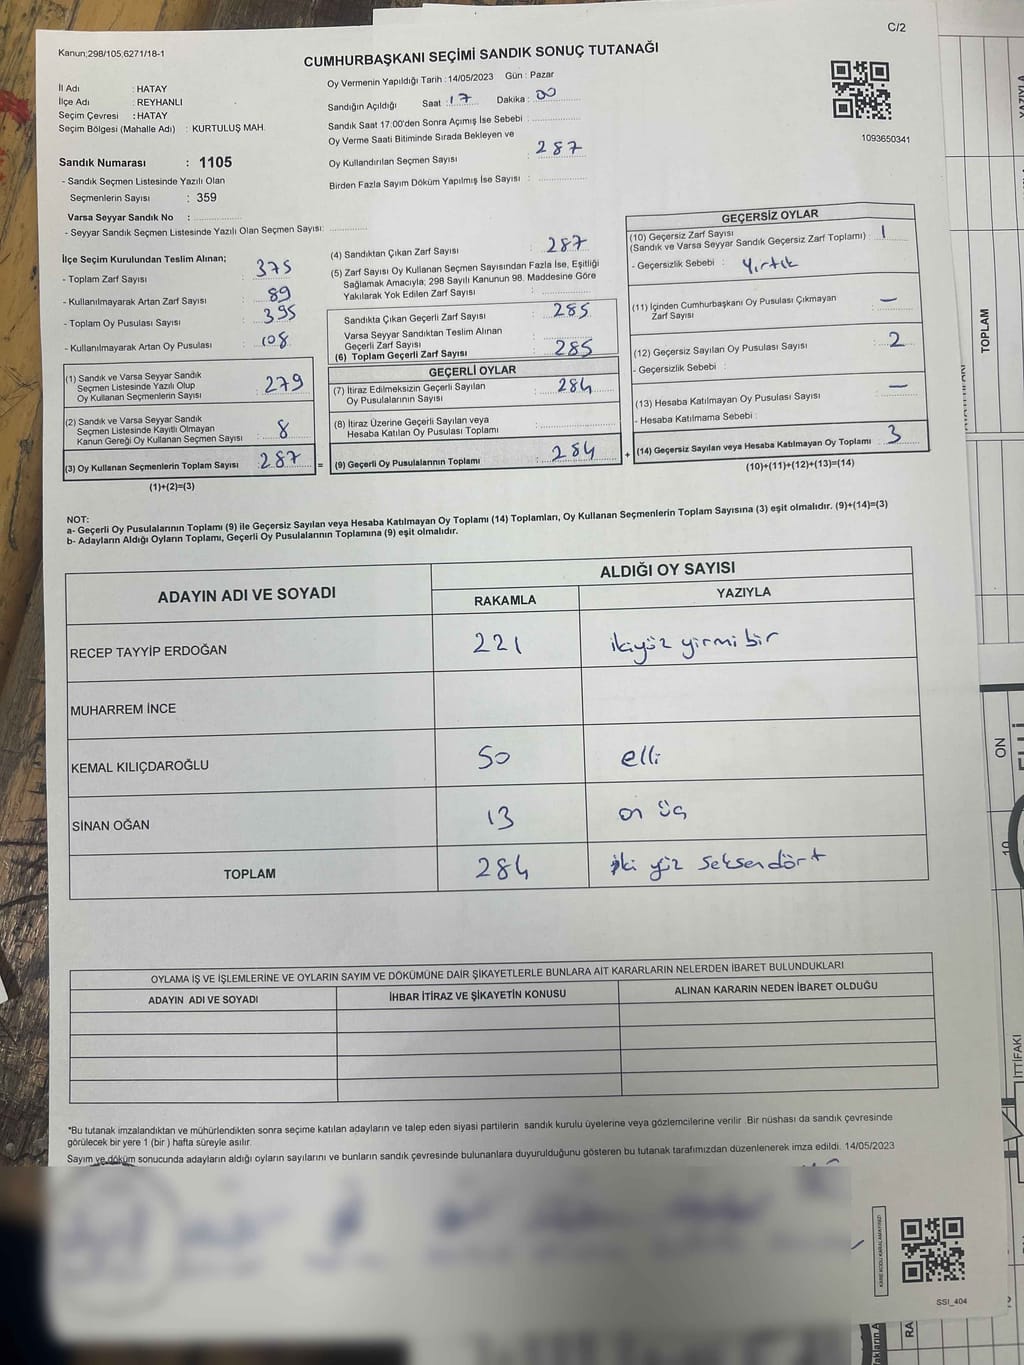 C/2
Kanun;298/105,6271/18-1
CUMHURBAŞKANI SEÇİMİ SANDIK SONUÇ TUTANAĞI
İl Adı : HATAY
İlçe Adı : REYHANLI
Seçim Çevresi : HATAY
Seçim Bölgesi (Mahalle Adı) : KURTULUŞ MAH.
Sandık Numarası : 1105
- Sandık Seçmen Listesinde Yazılı Olan
Seçmenlerin Sayısı : 359
Varsa Seyyar Sandık No :
- Seyyar Sandık Seçmen Listesinde Yazılı Olan Seçmen Sayısı:
Oy Vermenin Yapıldığı Tarih : 14/05/2023 Gün : Pazar
Sandığın Açıldığı Saat : 17 Dakika : 00
Sandık Saat 17:00'den Sonra Açımış İse Sebebi :
Oy Verme Saati Bitiminde Sırada Bekleyen ve
Oy Kullandırılan Seçmen Sayısı : 287
Birden Fazla Sayım Döküm Yapılmış İse Sayısı :
1093650341
İlçe Seçim Kurulundan Teslim Alınan;
- Toplam Zarf Sayısı : 375
- Kullanılmayarak Artan Zarf Sayısı : 89
- Toplam Oy Pusulası Sayısı : 395
- Kullanılmayarak Artan Oy Pusulası : 108
(1) Sandık ve Varsa Seyyar Sandık
Seçmen Listesinde Yazılı Olup
Oy Kullanan Seçmenlerin Sayısı : 279
(2) Sandık ve Varsa Seyyar Sandık
Seçmen Listesinde Kayıtlı Olmayan
Kanun Gereği Oy Kullanan Seçmen Sayısı : 8
(3) Oy Kullanan Seçmenlerin Toplam Sayısı : 287 =
(1)+(2)=(3)
(4) Sandıktan Çıkan Zarf Sayısı : 287
(5) Zarf Sayısı Oy Kullanan Seçmen Sayısından Fazla İse, Eşitliği
Sağlamak Amacıyla; 298 Sayılı Kanunun 98. Maddesine Göre
Yakılarak Yok Edilen Zarf Sayısı :
Sandıkta Çıkan Geçerli Zarf Sayısı : 285
Varsa Seyyar Sandıktan Teslim Alınan
Geçerli Zarf Sayısı :
(6) Toplam Geçerli Zarf Sayısı : 285
GEÇERLİ OYLAR
(7) İtiraz Edilmeksizin Geçerli Sayılan
Oy Pusulalarının Sayısı : 284
(8) İtiraz Üzerine Geçerli Sayılan veya
Hesaba Katılan Oy Pusulası Toplamı :
(9) Geçerli Oy Pusulalarının Toplamı : 284 +
GEÇERSİZ OYLAR
(10) Geçersiz Zarf Sayısı
(Sandık ve Varsa Seyyar Sandık Geçersiz Zarf Toplamı) : 1
- Geçersizlik Sebebi : Yırtık
(11) İçinden Cumhurbaşkanı Oy Pusulası Çıkmayan
Zarf Sayısı : —
(12) Geçersiz Sayılan Oy Pusulası Sayısı : 2
- Geçersizlik Sebebi :
(13) Hesaba Katılmayan Oy Pusulası Sayısı : —
- Hesaba Katılmama Sebebi :
(14) Geçersiz Sayılan veya Hesaba Katılmayan Oy Toplamı : 3
(10)+(11)+(12)+(13)=(14)
NOT:
a- Geçerli Oy Pusulalarının Toplamı (9) ile Geçersiz Sayılan veya Hesaba Katılmayan Oy Toplamı (14) Toplamları, Oy Kullanan Seçmenlerin Toplam Sayısına (3) eşit olmalıdır. (9)+(14)=(3)
b- Adayların Aldığı Oyların Toplamı, Geçerli Oy Pusulalarının Toplamına (9) eşit olmalıdır.
ADAYIN ADI VE SOYADI
ALDIĞI OY SAYISI
RAKAMLA YAZIYLA
RECEP TAYYİP ERDOĞAN 221 ikiyüz yirmi bir
MUHARREM İNCE
KEMAL KILIÇDAROĞLU 50 elli
SİNAN OĞAN 13 on üç
TOPLAM 284 iki yüz seksendört
OYLAMA İŞ VE İŞLEMLERİNE VE OYLARIN SAYIM VE DÖKÜMÜNE DAİR ŞİKAYETLERLE BUNLARA AİT KARARLARIN NELERDEN İBARET BULUNDUKLARI
ADAYIN ADI VE SOYADI İHBAR İTİRAZ VE ŞİKAYETİN KONUSU ALINAN KARARIN NEDEN İBARET OLDUĞU
*Bu tutanak imzalandıktan ve mühürlendikten sonra seçime katılan adayların ve talep eden siyasi partilerin sandık kurulu üyelerine veya gözlemcilerine verilir .Bir nüshası da sandık çevresinde
görülecek bir yere 1 (bir ) hafta süreyle asılır.
Sayım ve döküm sonucunda adayların aldığı oyların sayılarını ve bunların sandık çevresinde bulunanlara duyurulduğunu gösteren bu tutanak tarafımızdan düzenlenerek imza edildi. 14/05/2023
KARE KODU KARALAMAYINIZ!
SSI_404
TOPLAM
ON
10
İTTİFAKI
RA